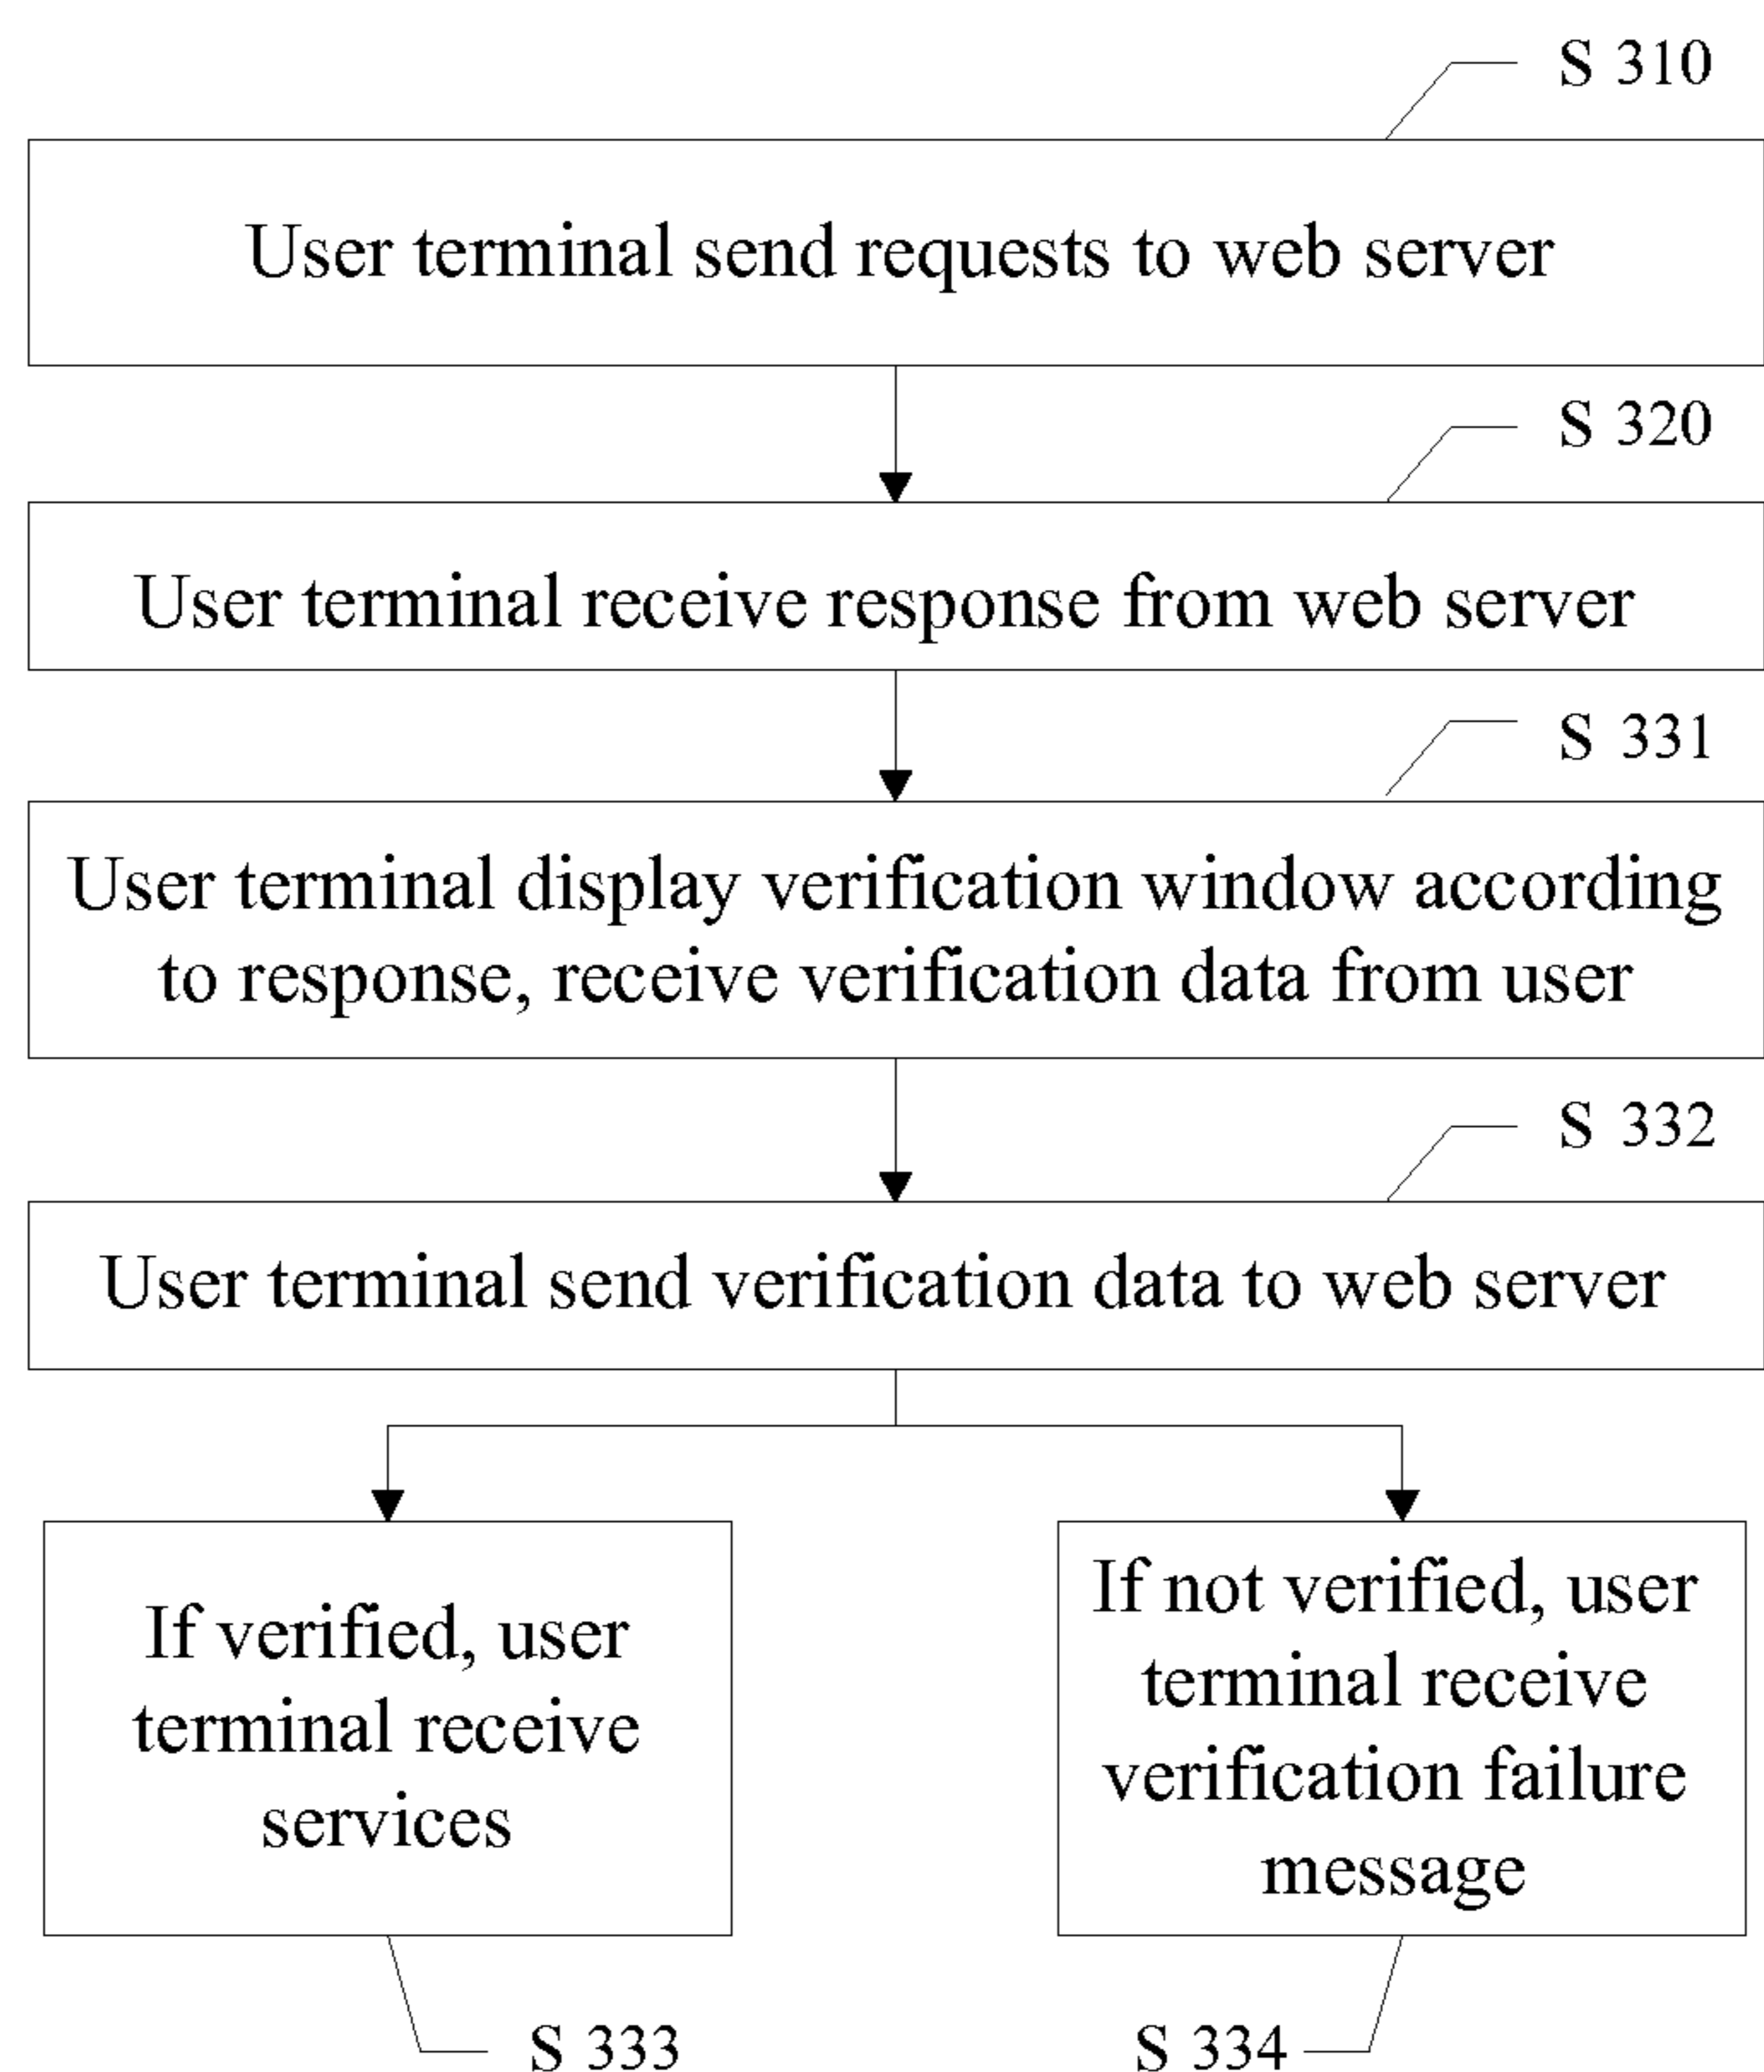 S 310
User terminal send requests to web server
S 320
User terminal receive response from web server
S 331
User terminal display verification window according
to response, receive verification data from user
S 332
User terminal send verification data to web server
If verified, user
terminal receive
services
If not verified, user
terminal receive
verification failure
message
S 333
S 334